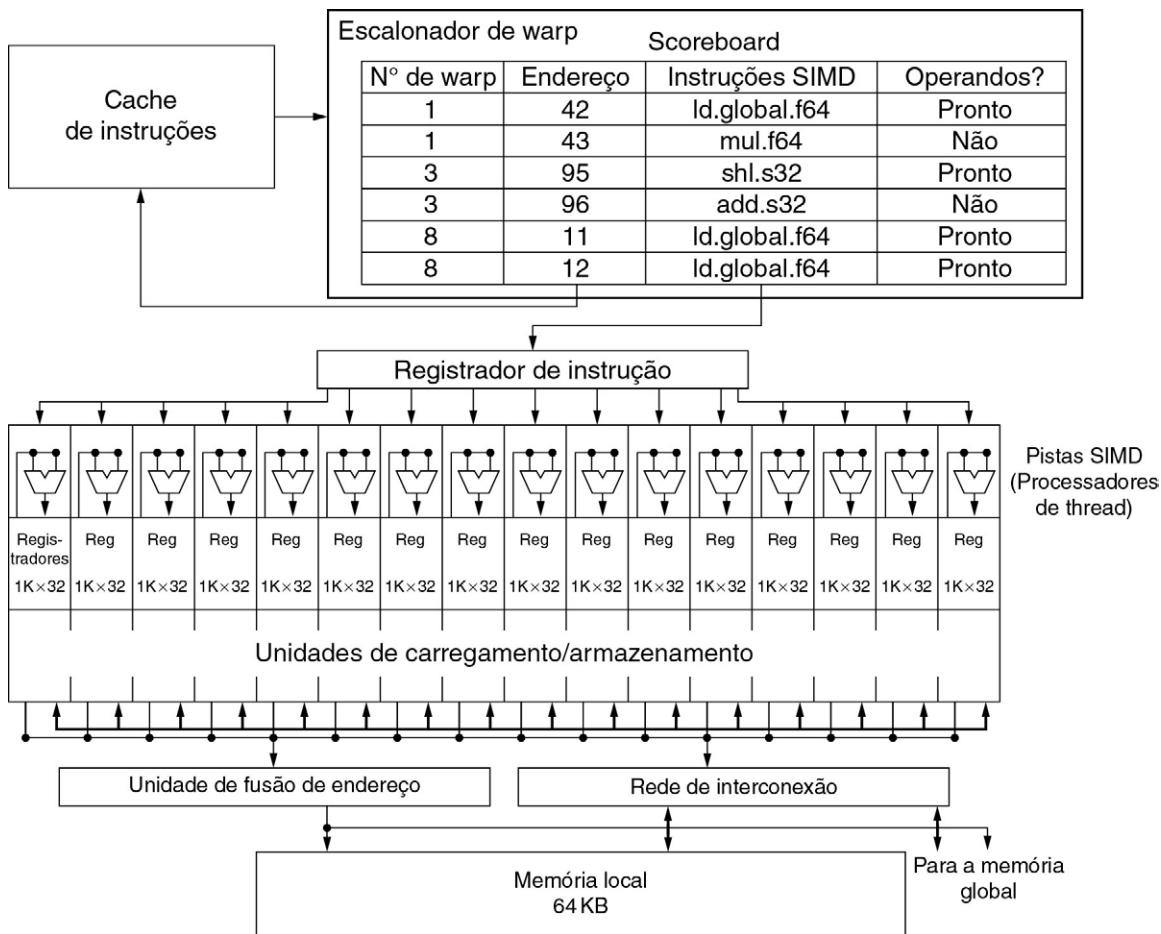 Escalonador de warp
Scoreboard
Cache
de instruções
N° de warp Endereço Instruções SIMD Operandos?
1 42 ld.global.f64 Pronto
1 43 mul.f64 Não
3 95 shl.s32 Pronto
3 96 add.s32 Não
8 11 ld.global.f64 Pronto
8 12 ld.global.f64 Pronto
Registrador de instrução
Pistas SIMD
(Processadores
de thread)
Regis-
tradores Reg Reg Reg Reg Reg Reg Reg Reg Reg Reg Reg Reg Reg Reg Reg
1K×32 1K×32 1K×32 1K×32 1K×32 1K×32 1K×32 1K×32 1K×32 1K×32 1K×32 1K×32 1K×32 1K×32 1K×32 1K×32
Unidades de carregamento/armazenamento
Unidade de fusão de endereço Rede de interconexão
Memória local
64 KB
Para a memória
global